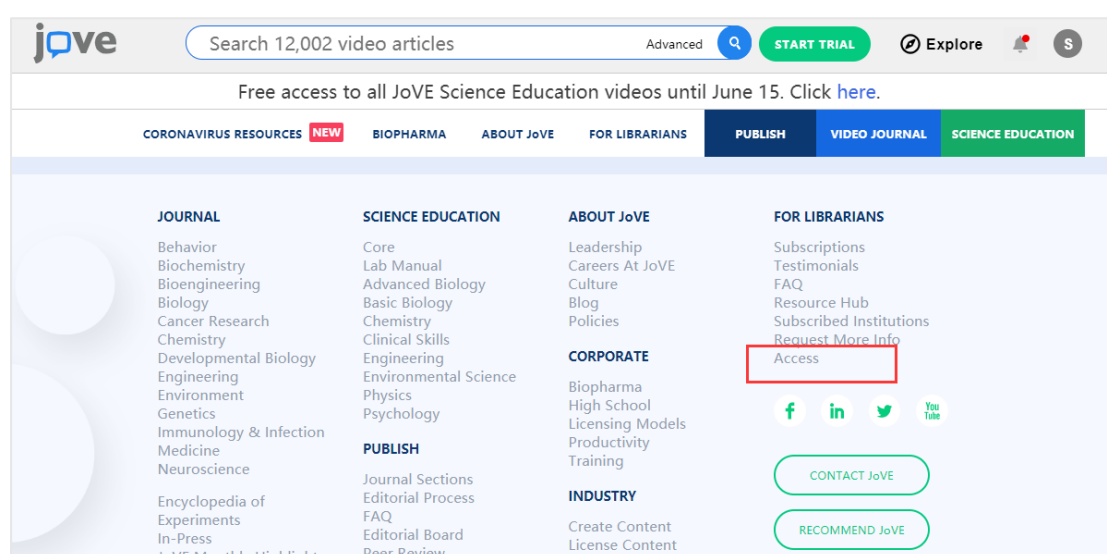 jove
Search 12,002 video articles
Advanced
START TRIAL
Explore
S
Free access to all JoVE Science Education videos until June 15. Click here.
CORONAVIRUS RESOURCES NEW BIOPHARMA ABOUT JoVE FOR LIBRARIANS PUBLISH VIDEO JOURNAL SCIENCE EDUCATION
JOURNAL
Behavior
Biochemistry
Bioengineering
Biology
Cancer Research
Chemistry
Developmental Biology
Engineering
Environment
Genetics
Immunology & Infection
Medicine
Neuroscience
Encyclopedia of
Experiments
In-Press
SCIENCE EDUCATION
Core
Lab Manual
Advanced Biology
Basic Biology
Chemistry
Clinical Skills
Engineering
Environmental Science
Physics
Psychology
PUBLISH
Journal Sections
Editorial Process
FAQ
Editorial Board
Peer Review
ABOUT JoVE
Leadership
Careers At JoVE
Culture
Blog
Policies
CORPORATE
Biopharma
High School
Licensing Models
Productivity
Training
INDUSTRY
Create Content
License Content
FOR LIBRARIANS
Subscriptions
Testimonials
FAQ
Resource Hub
Subscribed Institutions
Request More Info
Access
f in You Tube
CONTACT JoVE
RECOMMEND JoVE